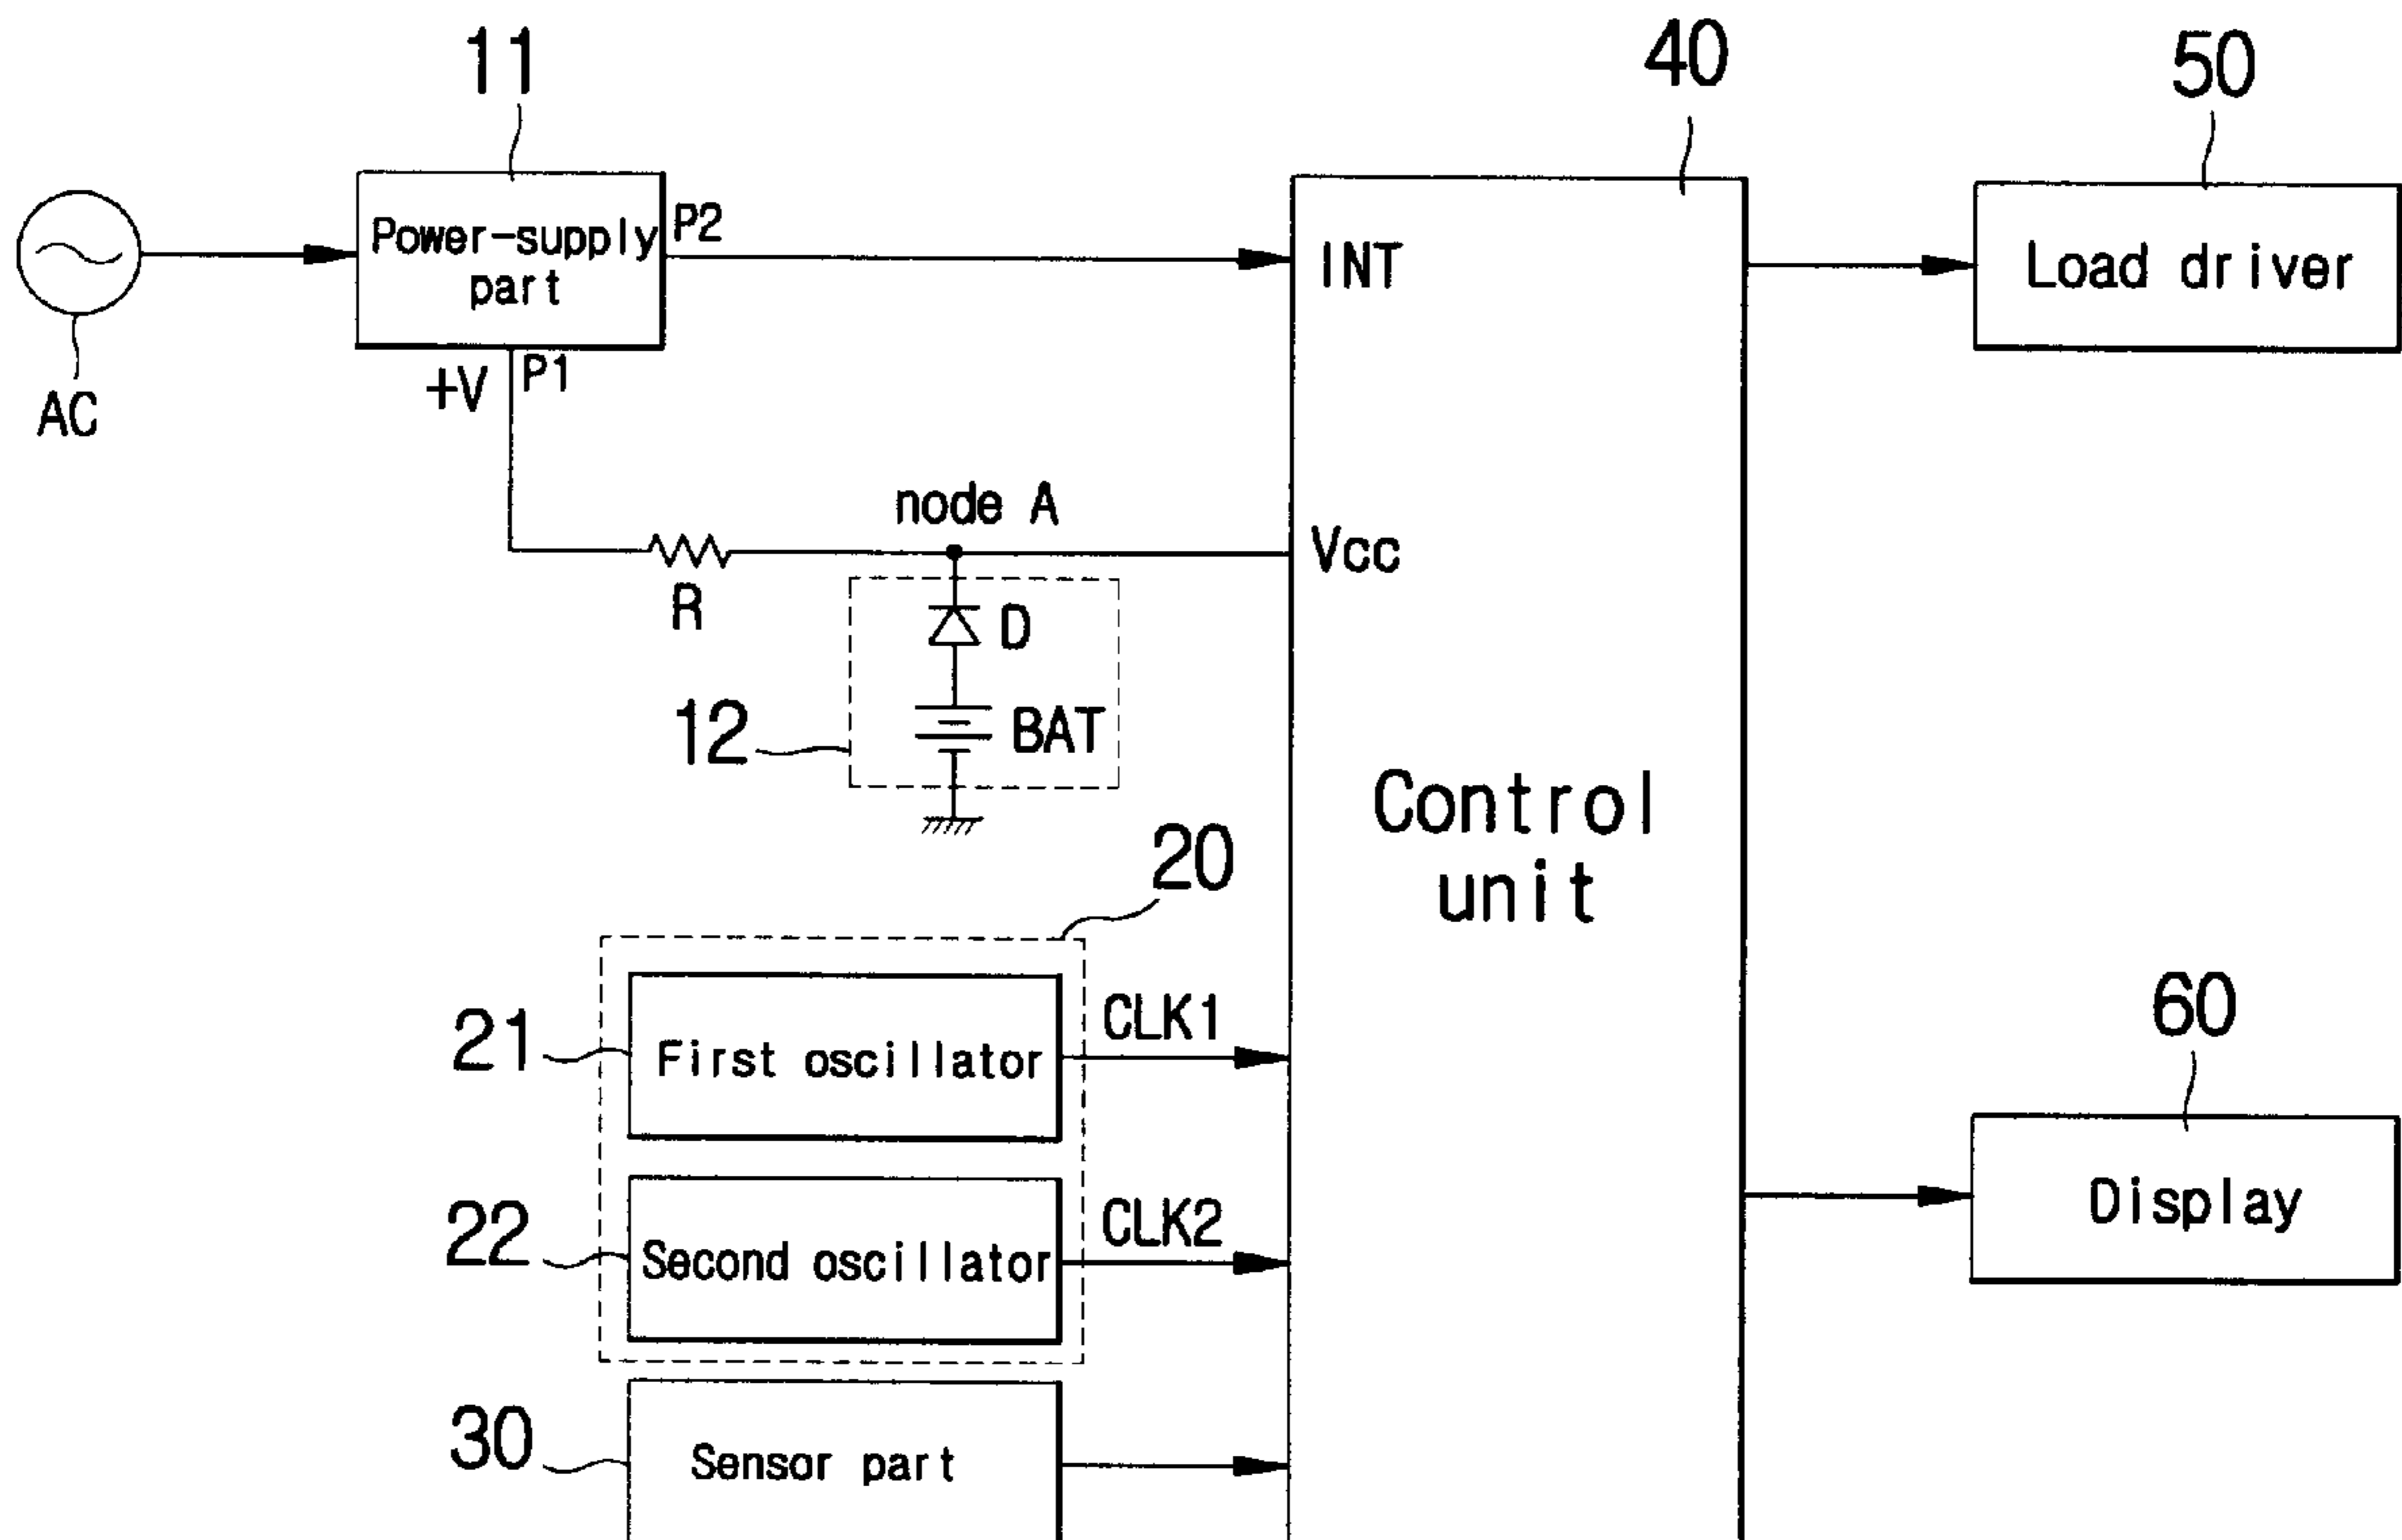 11
40
50
Power-supply
part
P2
INT
Load driver
AC
+V
P1
node A
Vcc
R
D
12
BAT
Control
unit
20
21
First oscillator
CLK1
60
22
Second oscillator
CLK2
Display
30
Sensor part